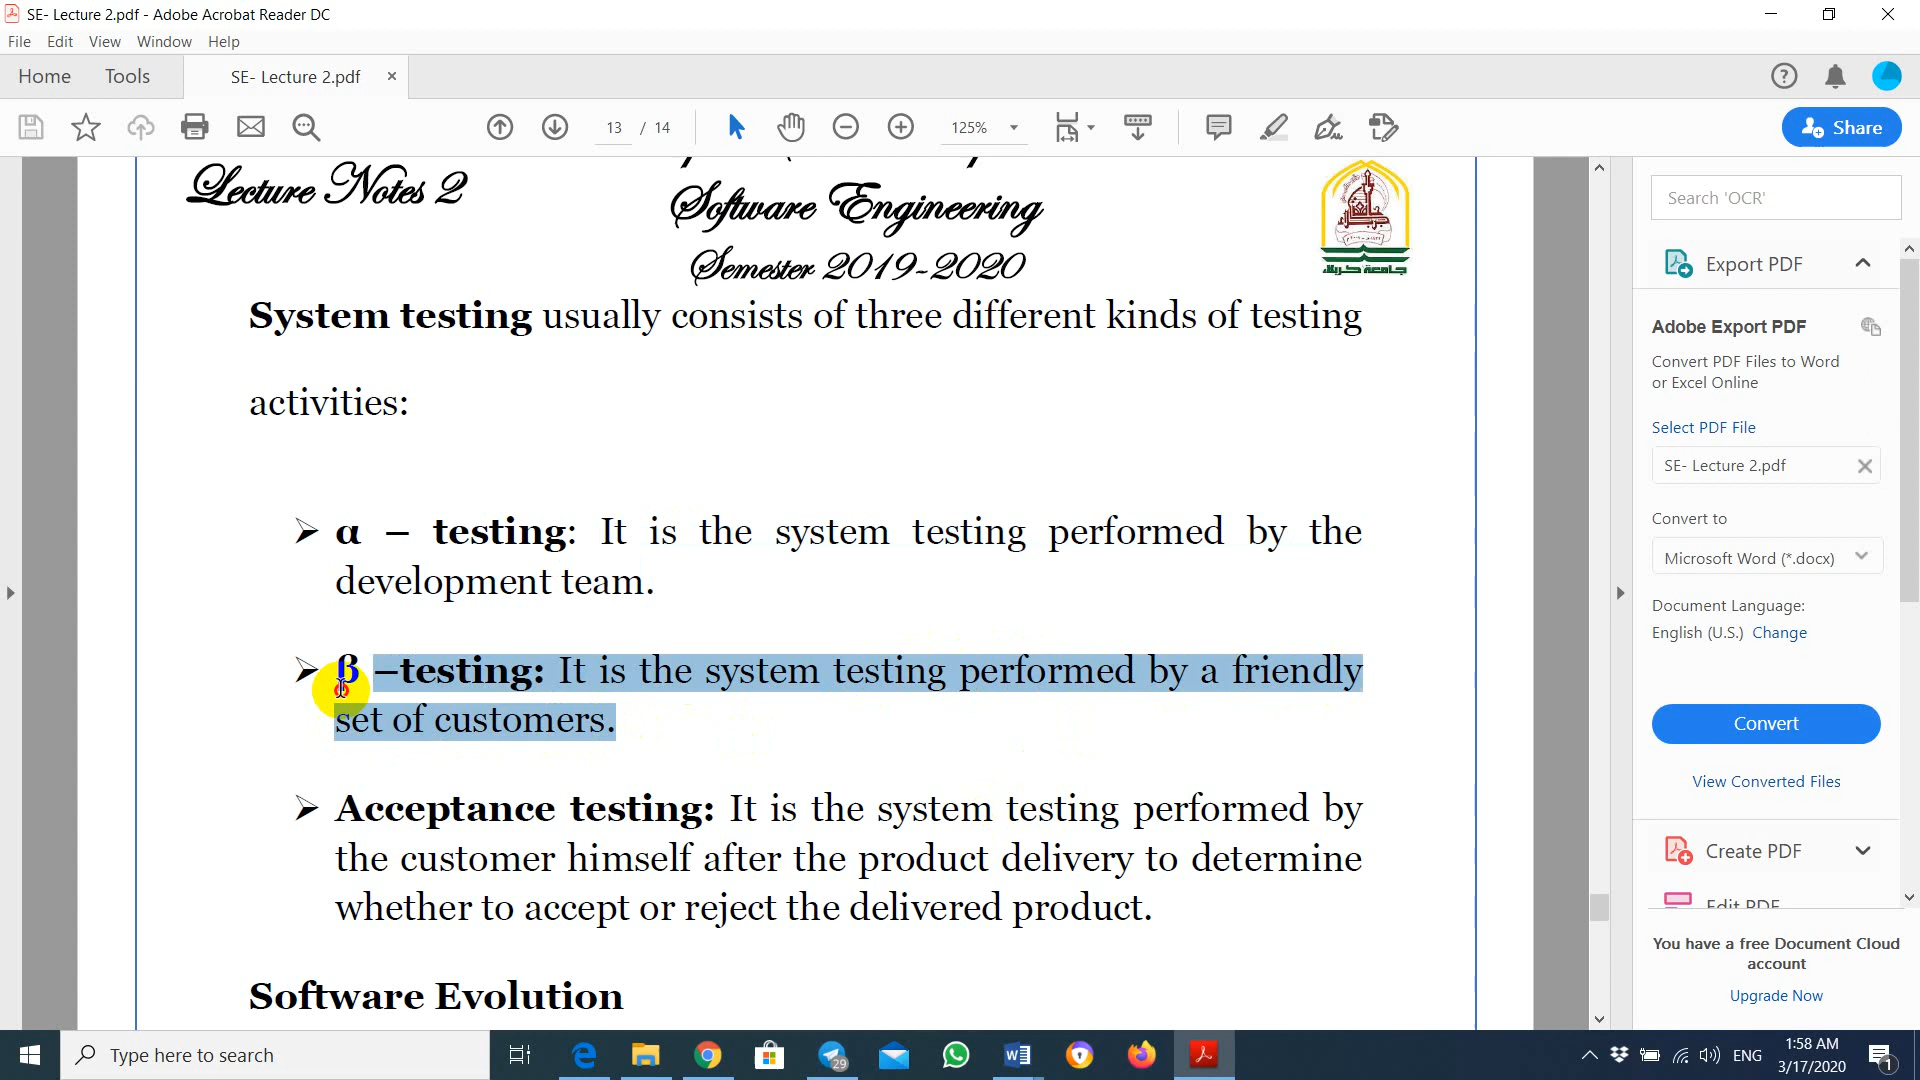 SE- Lecture 2.pdf - Adobe Acrobat Reader DC
File Edit View Window Help
Home Tools SE- Lecture 2.pdf
13 / 14 125% Share
Lecture Notes 2
Software Engineering
Semester 2019-2020
جامعة كربلاء
System testing usually consists of three different kinds of testing
activities:
➢ α – testing: It is the system testing performed by the
development team.
➢ β –testing: It is the system testing performed by a friendly
set of customers.
➢ Acceptance testing: It is the system testing performed by
the customer himself after the product delivery to determine
whether to accept or reject the delivered product.
Software Evolution
Search 'OCR'
Export PDF
Adobe Export PDF
Convert PDF Files to Word
or Excel Online
Select PDF File
SE- Lecture 2.pdf
Convert to
Microsoft Word (*.docx)
Document Language:
English (U.S.) Change
Convert
View Converted Files
Create PDF
Edit PDF
You have a free Document Cloud
account
Upgrade Now
Type here to search
29
ENG
1:58 AM
3/17/2020
1